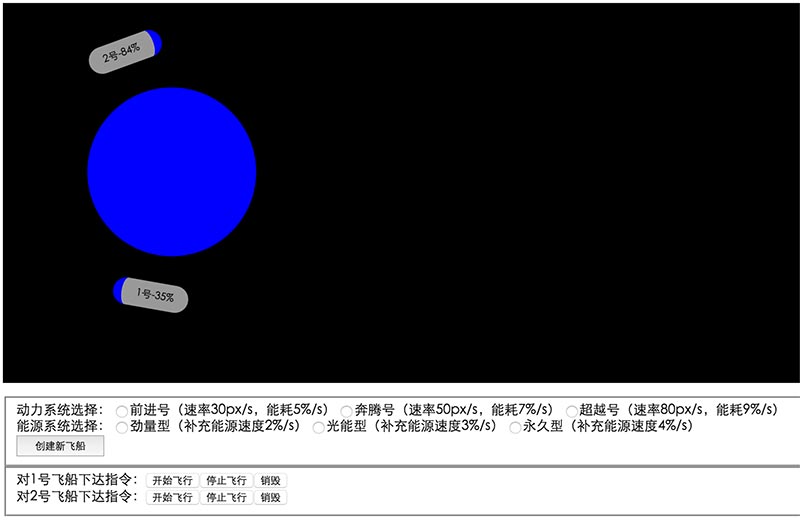 2号-84%
1号-35%
动力系统选择： 前进号（速率30px/s，能耗5%/s） 奔腾号（速率50px/s，能耗7%/s） 超越号（速率80px/s，能耗9%/s）
能源系统选择： 劲量型（补充能源速度2%/s） 光能型（补充能源速度3%/s） 永久型（补充能源速度4%/s）
创建新飞船
对1号飞船下达指令： 开始飞行 停止飞行 销毁
对2号飞船下达指令： 开始飞行 停止飞行 销毁